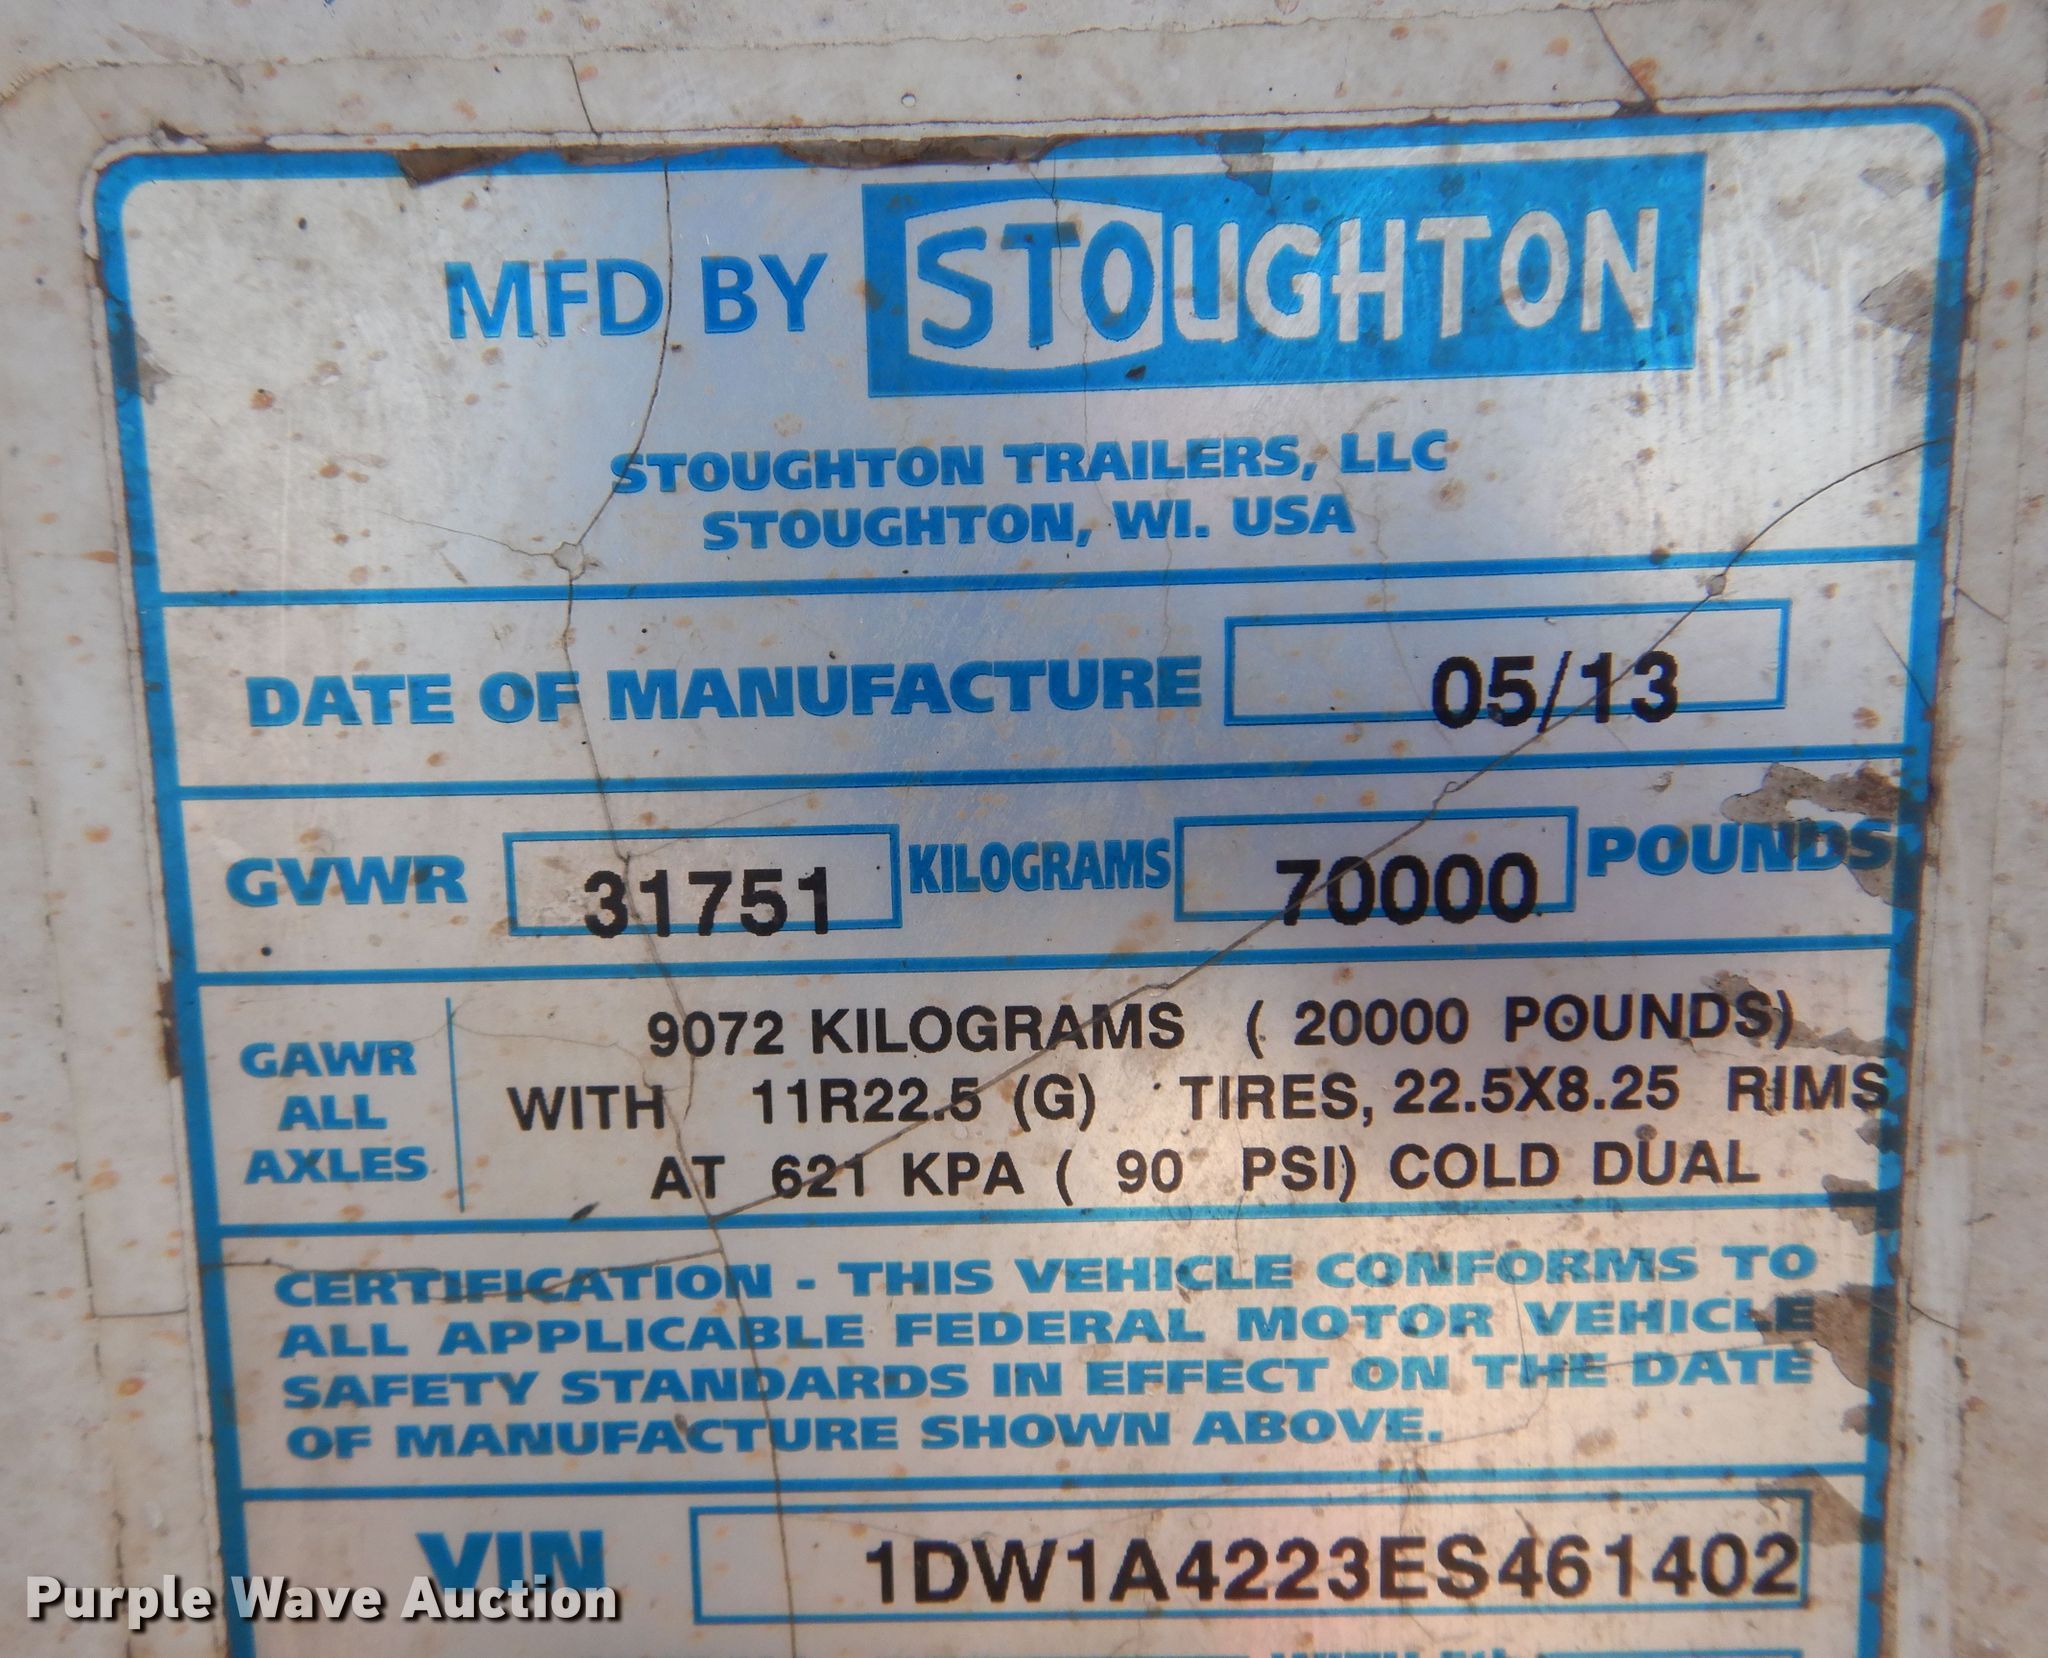 MFD BY STOUGHTON
STOUGHTON TRAILERS, LLC
STOUGHTON, WI. USA
DATE OF MANUFACTURE 05/13
GVWR 31751 KILOGRAMS 70000 POUNDS
GAWR ALL AXLES
9072 KILOGRAMS ( 20000 POUNDS)
WITH 11R22.5 (G) TIRES, 22.5X8.25 RIMS
AT 621 KPA ( 90 PSI) COLD DUAL
CERTIFICATION - THIS VEHICLE CONFORMS TO
ALL APPLICABLE FEDERAL MOTOR VEHICLE
SAFETY STANDARDS IN EFFECT ON THE DATE
OF MANUFACTURE SHOWN ABOVE.
VIN 1DW1A4223ES461402
Purple Wave Auction